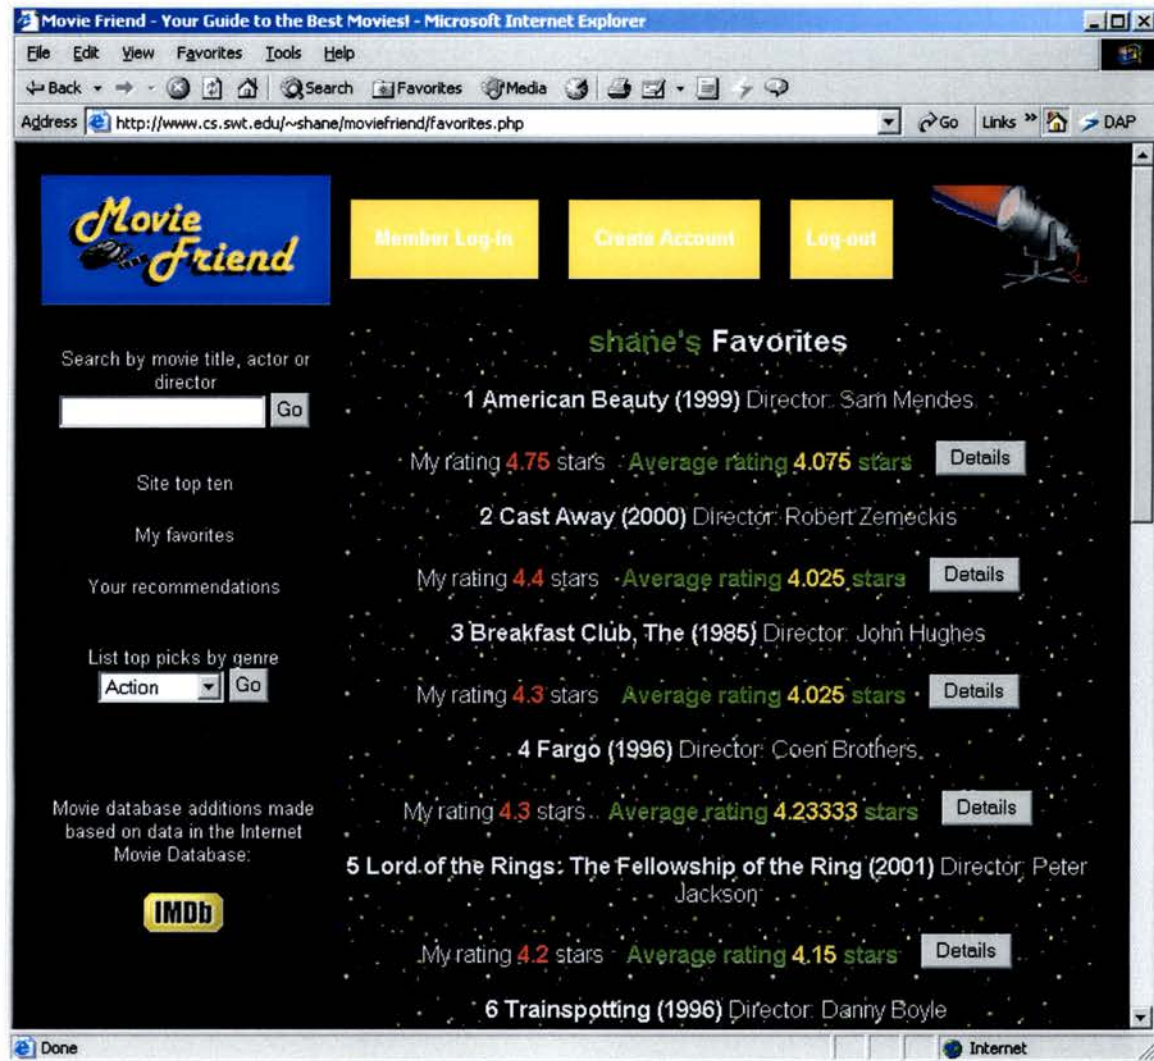 Movie Friend - Your Guide to the Best Movies! - Microsoft Internet Explorer
File Edit View Favorites Tools Help
Back Search Favorites Media
Address http://www.cs.swt.edu/~shane/moviefriend/favorites.php Go Links » DAP
Movie
Friend
Member Log-in Create Account Log-out
shane's Favorites
Search by movie title, actor or
director
Go
Site top ten
My favorites
Your recommendations
List top picks by genre
Action Go
Movie database additions made
based on data in the Internet
Movie Database:
IMDb
1 American Beauty (1999) Director: Sam Mendes
My rating 4.75 stars Average rating 4.075 stars Details
2 Cast Away (2000) Director: Robert Zemeckis
My rating 4.4 stars Average rating 4.025 stars Details
3 Breakfast Club, The (1985) Director: John Hughes
My rating 4.3 stars Average rating 4.025 stars Details
4 Fargo (1996) Director: Coen Brothers
My rating 4.3 stars Average rating 4.23333 stars Details
5 Lord of the Rings: The Fellowship of the Ring (2001) Director: Peter
Jackson
My rating 4.2 stars Average rating 4.15 stars Details
6 Trainspotting (1996) Director: Danny Boyle
Done Internet